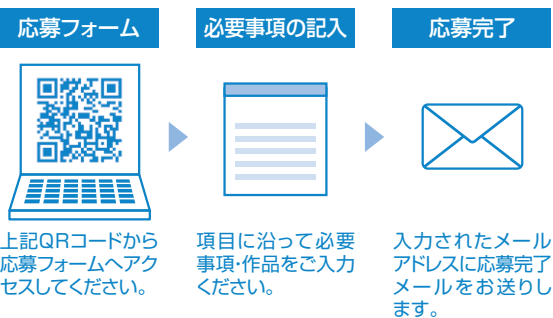 応募フォーム
必要事項の記入
応募完了
上記QRコードから
応募フォームへアク
セスしてください。
項目に沿って必要
事項・作品をご入力
ください。
入力されたメール
アドレスに応募完了
メールをお送りし
ます。